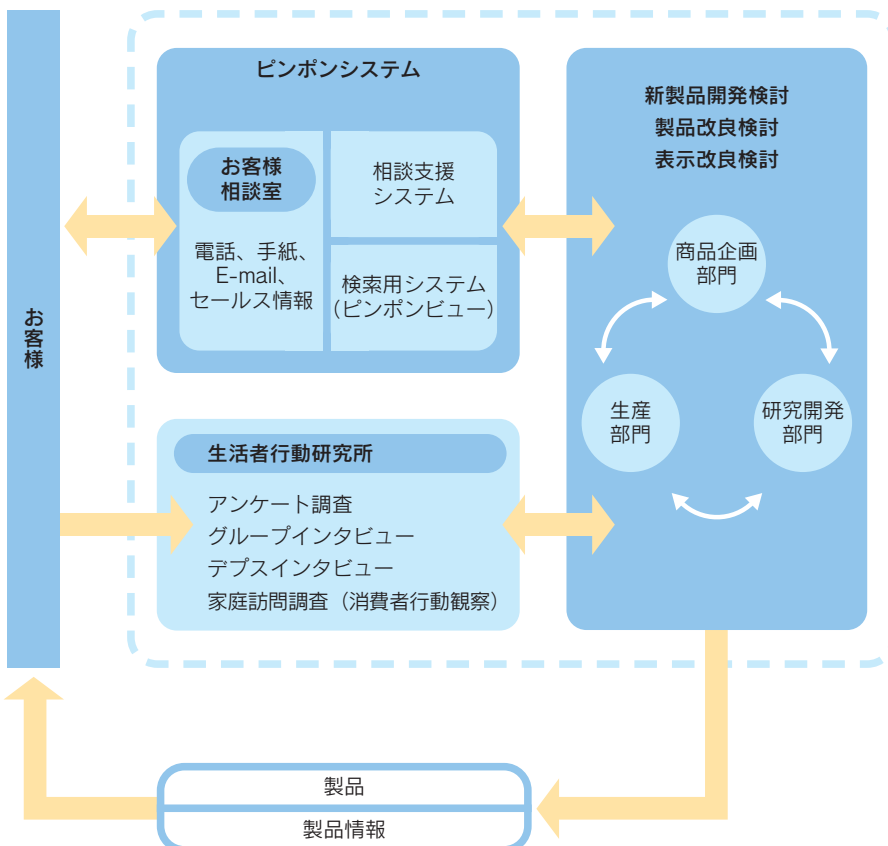 お客様
ピンポンシステム
お客様
相談室
電話、手紙、
E-mail、
セールス情報
相談支援
システム
検索用システム
(ピンポンビュー)
生活者行動研究所
アンケート調査
グループインタビュー
デプスインタビュー
家庭訪問調査（消費者行動観察）
新製品開発検討
製品改良検討
表示改良検討
商品企画
部門
生産
部門
研究開発
部門
製品
製品情報